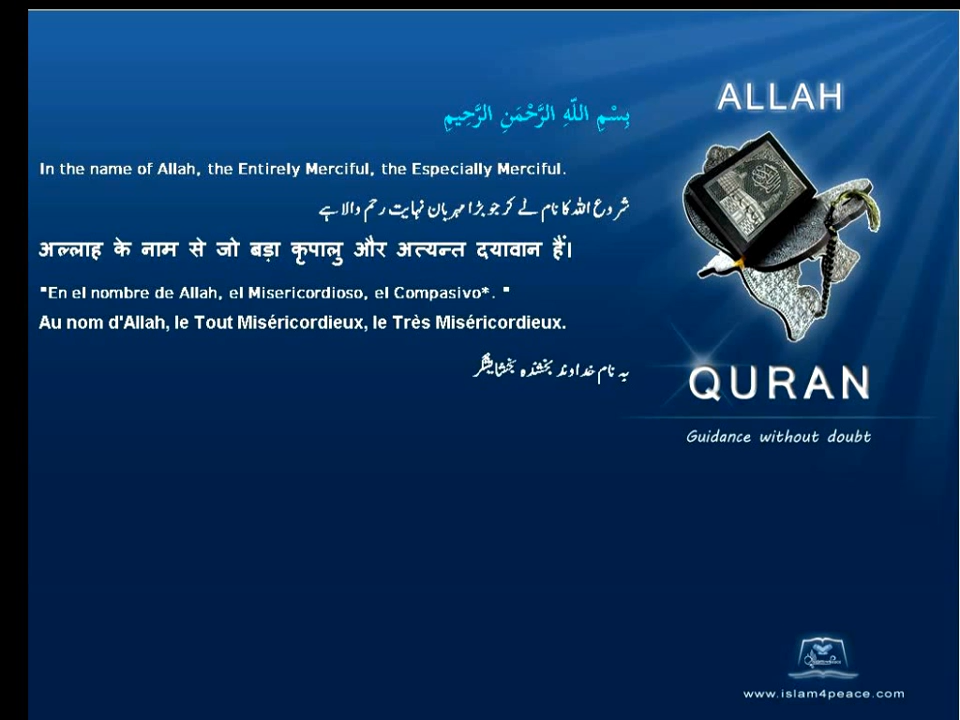 بِسْمِ اللّهِ الرَّحْمَنِ الرَّحِيمِ
In the name of Allah, the Entirely Merciful, the Especially Merciful.
شروع الله کا نام لے کر جو بڑا مہربان نہایت رحم والا ہے
अल्लाह के नाम से जो बड़ा कृपालु और अत्यन्त दयावान हैं।
"En el nombre de Allah, el Misericordioso, el Compasivo*. "
Au nom d'Allah, le Tout Miséricordieux, le Très Miséricordieux.
به نام خداوند بخشنده بخشایشگر
ALLAH
QURAN
Guidance without doubt
www.islam4peace.com